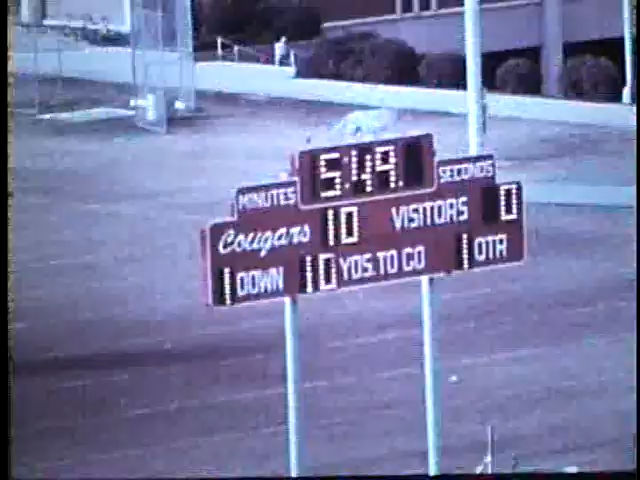 5:49.
MINUTES SECONDS
Cougars 10 VISITORS 0
1 DOWN 10 YDS. TO GO 1 QTR